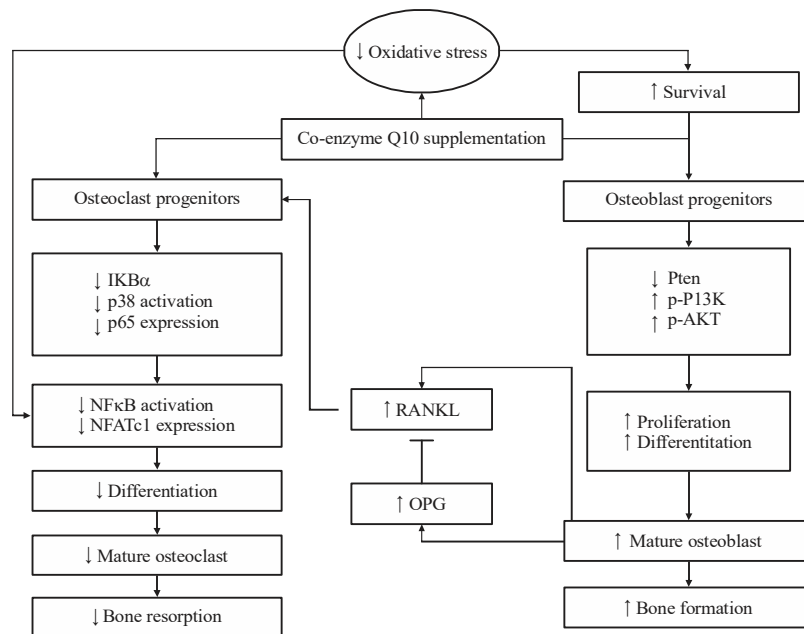 ↓ Oxidative stress
↑ Survival
Co-enzyme Q10 supplementation
Osteoclast progenitors
Osteoblast progenitors
↓ IKBα
↓ p38 activation
↓ p65 expression
↓ Pten
↑ p-P13K
↑ p-AKT
↓ NFκB activation
↓ NFATc1 expression
↑ RANKL
↑ Proliferation
↑ Differentitation
↓ Differentiation
↑ OPG
↓ Mature osteoclast
↑ Mature osteoblast
↓ Bone resorption
↑ Bone formation